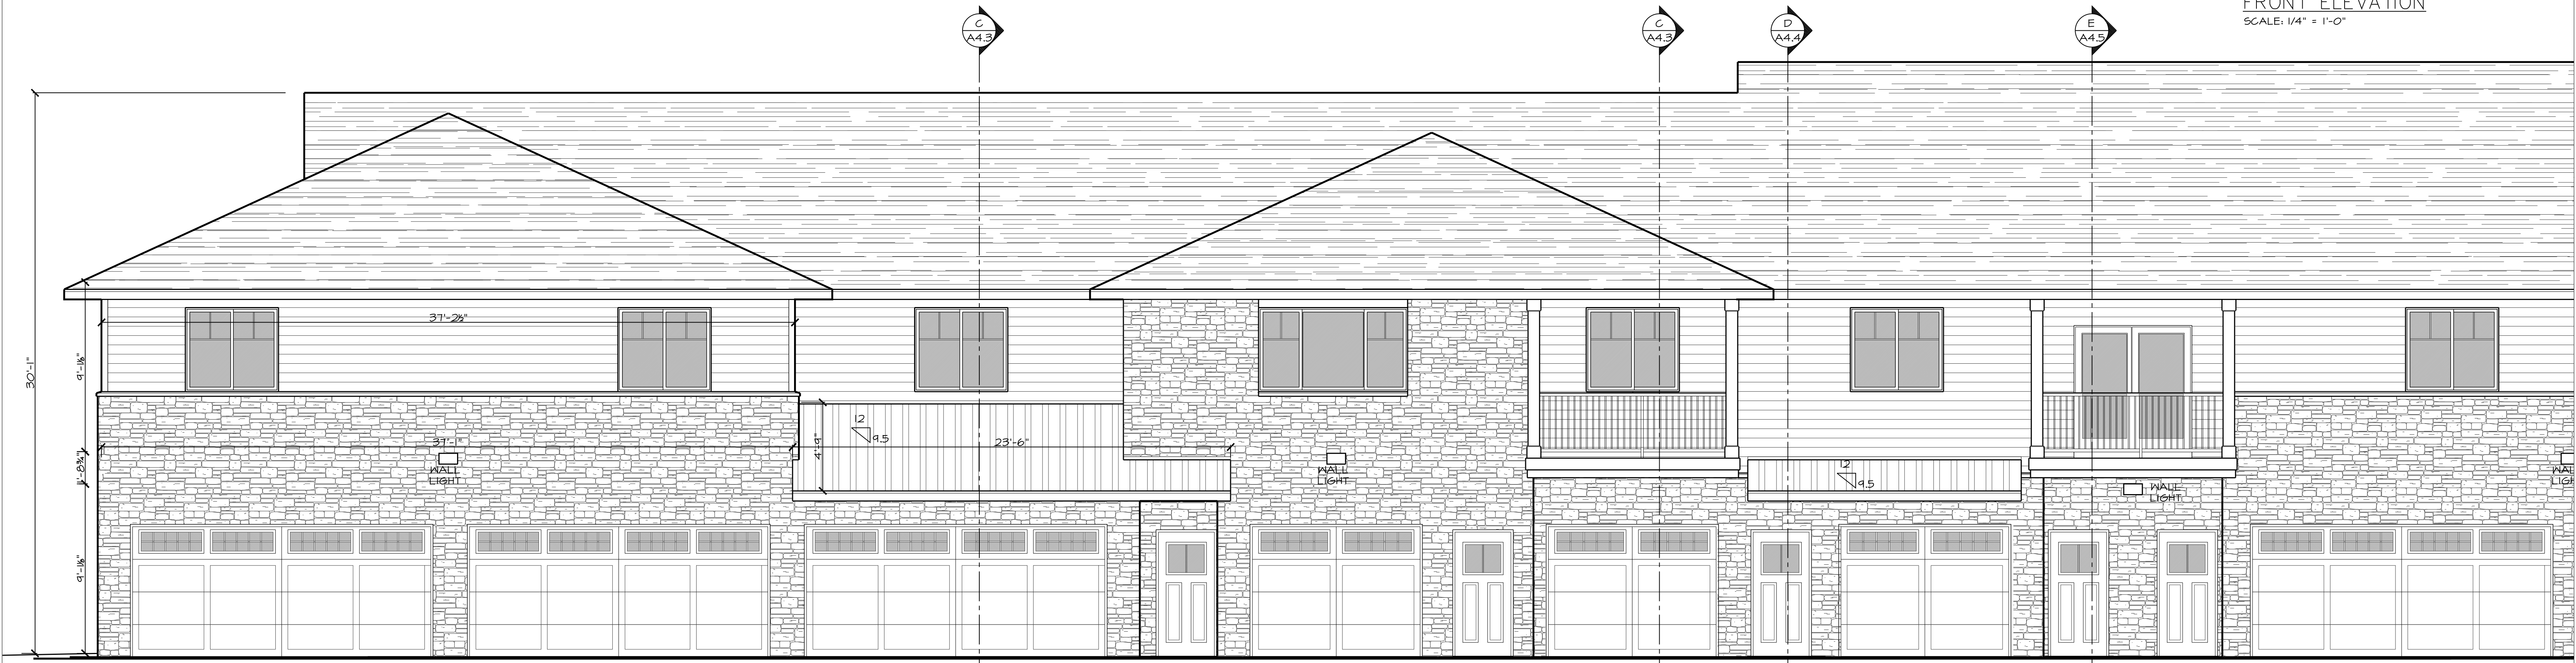 FRONT ELEVATION
SCALE: 1/4" = 1'-0"
C
A4.3
C
A4.3
D
A4.4
E
A4.5
30'-1"
9'-1⅛"
1'-8¾"
9'-1⅛"
37'-2½"
37'-1"
WALL
LIGHT
4'-9"
12
9.5
23'-6"
WALL
LIGHT
12
9.5
WALL
LIGHT